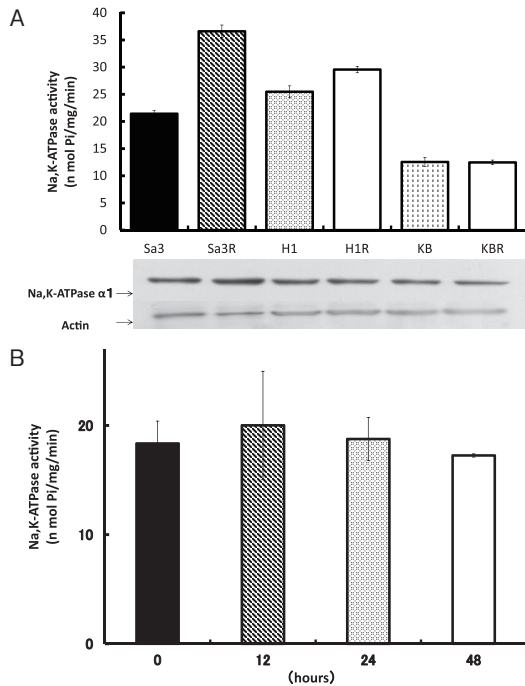 A
Na,K-ATPase activity
(n mol Pi/mg/min)
40
35
30
25
20
15
10
5
0
Sa3 Sa3R H1 H1R KB KBR
Na,K-ATPase α1
Actin
B
Na,K-ATPase activity
(n mol Pi/mg/min)
20
10
0
0 12 24 48
(hours)